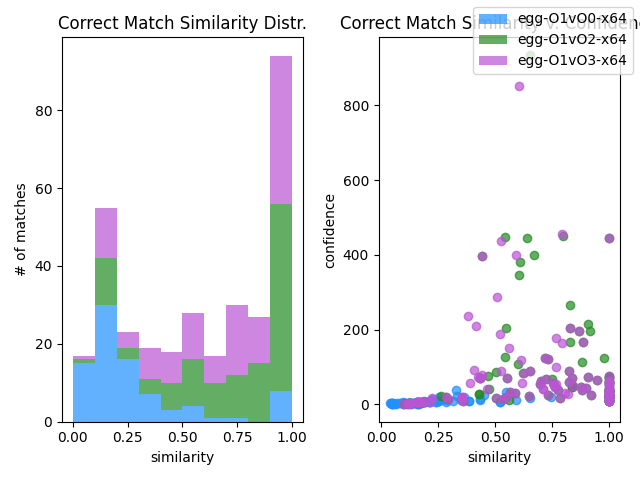 Correct Match Similarity Distr.
# of matches
80
60
40
20
0
0.00 0.25 0.50 0.75 1.00
similarity
Correct Match Similarity v. Confidence
egg-O1vO0-x64
egg-O1vO2-x64
egg-O1vO3-x64
confidence
800
600
400
200
0
0.00 0.25 0.50 0.75 1.00
similarity